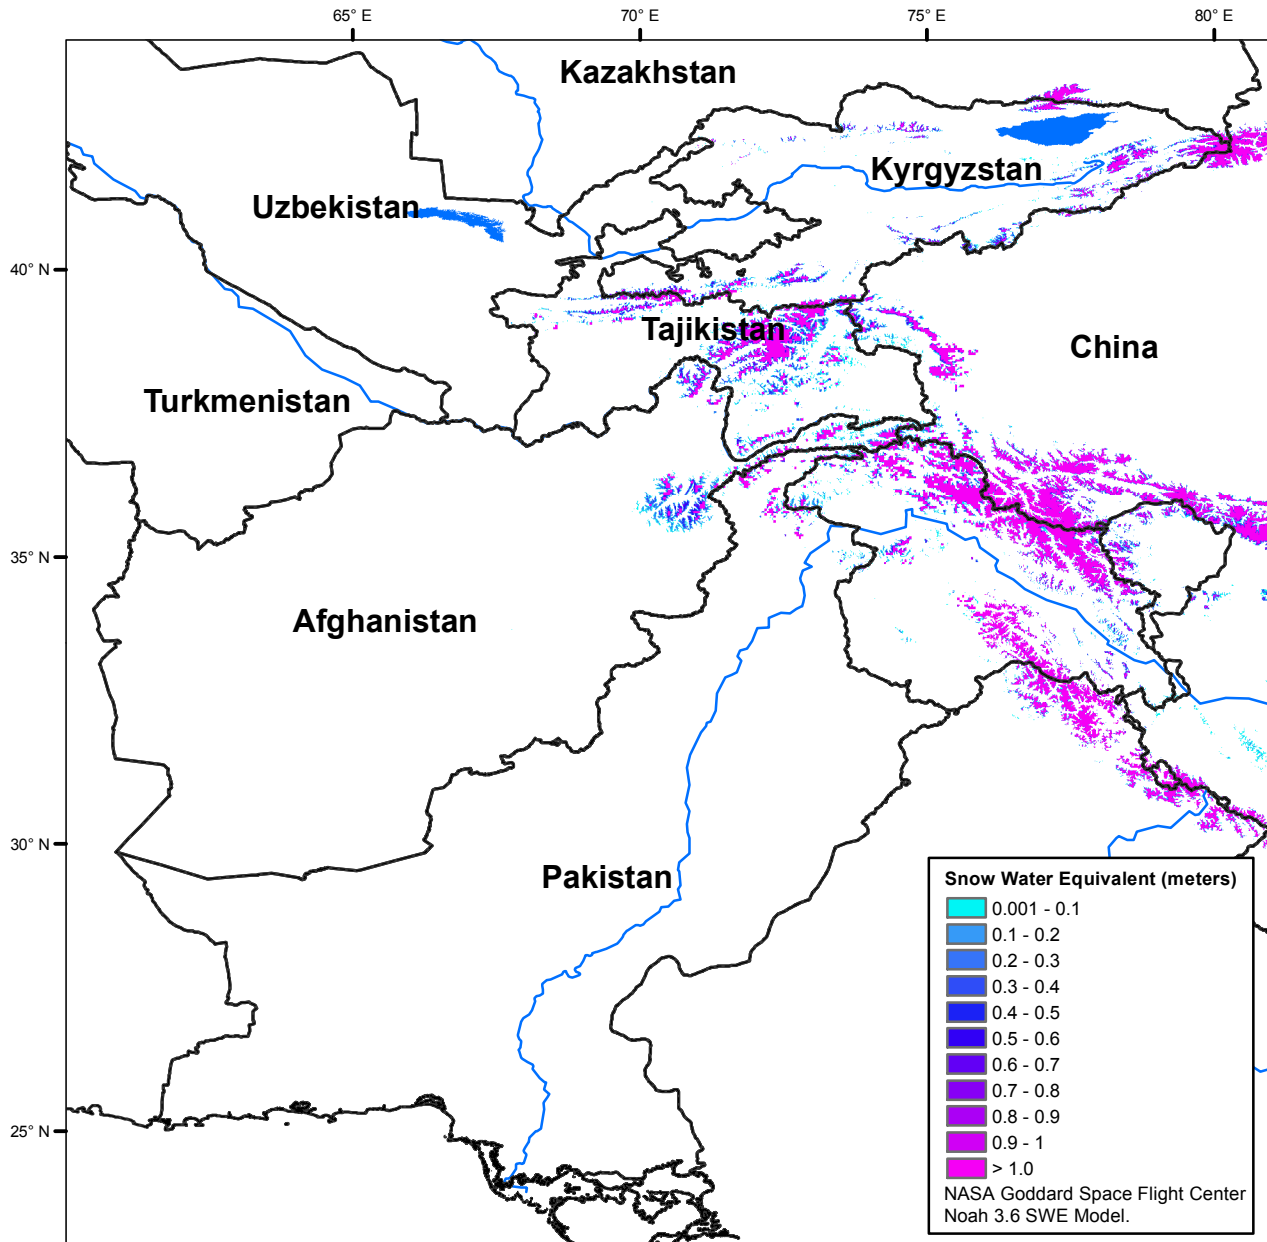 65° E
70° E
75° E
80° E
Kazakhstan
Kyrgyzstan
Uzbekistan
40° N
Tajikistan
China
Turkmenistan
35° N
Afghanistan
30° N
Pakistan
Snow Water Equivalent (meters)
0.001 - 0.1
0.1 - 0.2
0.2 - 0.3
0.3 - 0.4
0.4 - 0.5
0.5 - 0.6
0.6 - 0.7
0.7 - 0.8
0.8 - 0.9
0.9 - 1
> 1.0
NASA Goddard Space Flight Center
Noah 3.6 SWE Model.
25° N